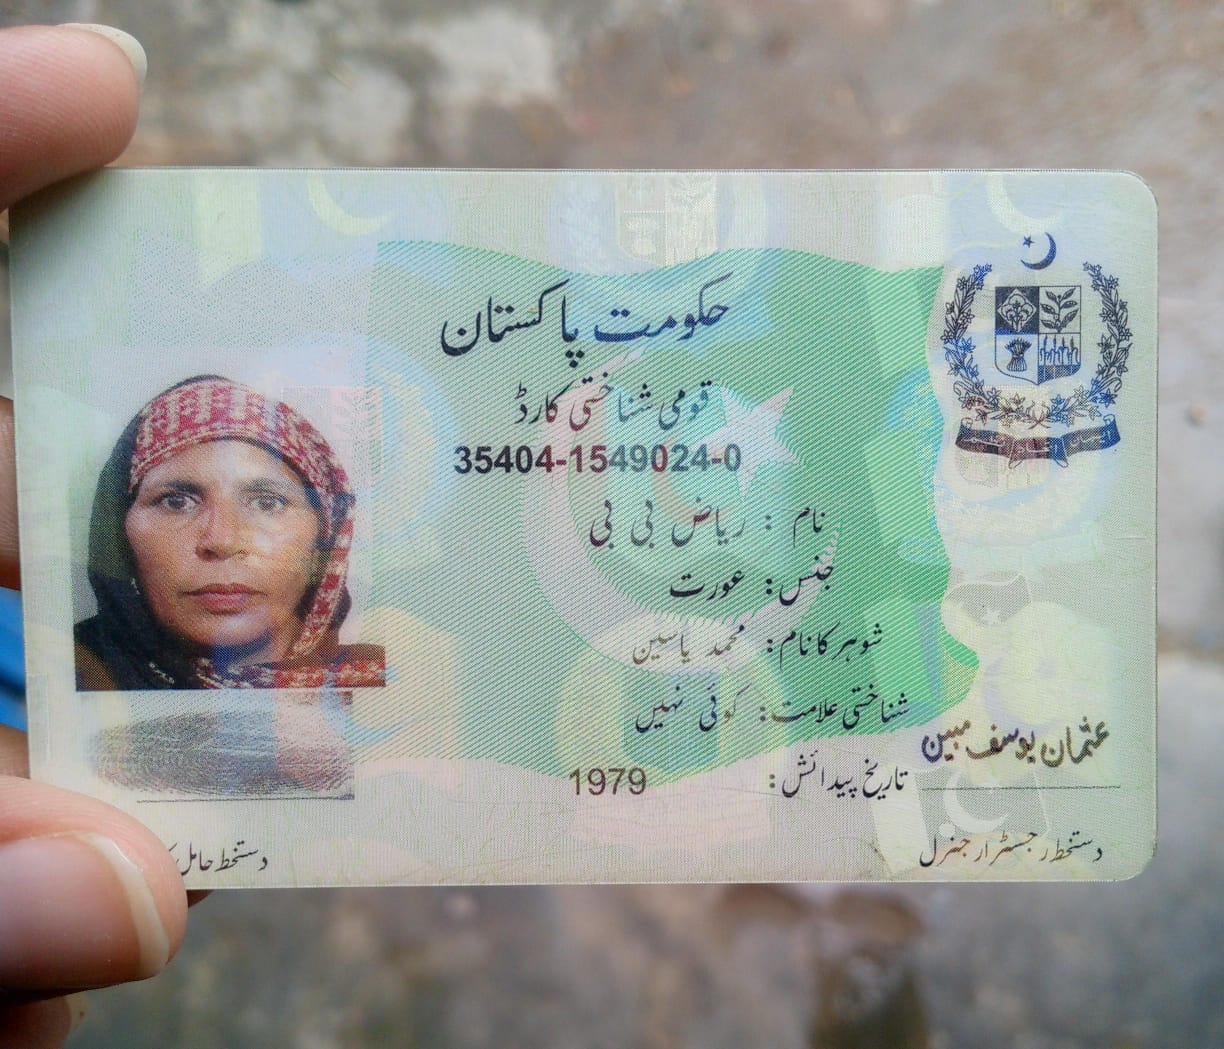 حکومت پاکستان
قومی شناختی کارڈ
35404-1549024-0
نام : ریاض بی بی
جنس: عورت
شوہر کا نام: محمد یاسین
شناختی علامت: کوئی نہیں
تاریخ پیدائش: 1979
عثمان یوسف مبین
دستخط رجسٹرار جنرل
دستخط حامل